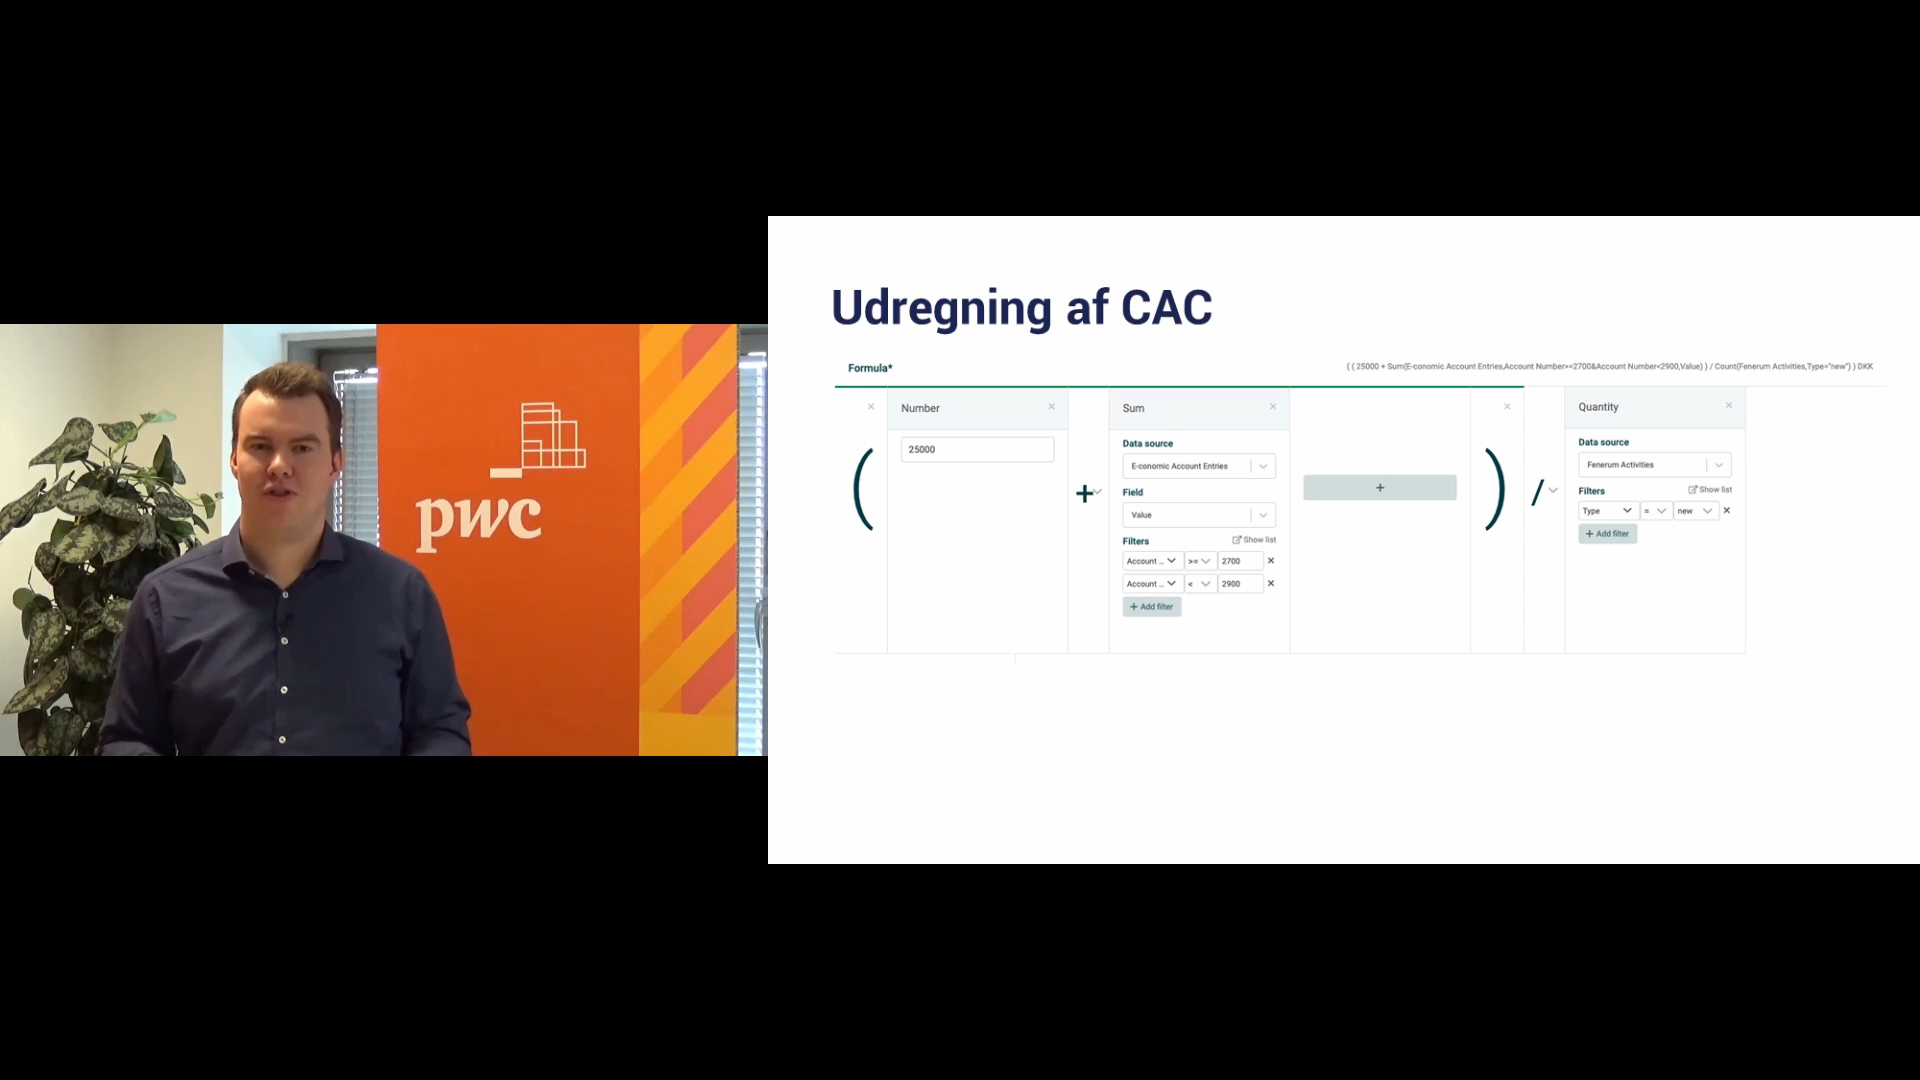 pwc
Udregning af CAC
Formula*
( ( 25000 + Sum(E-conomic Account Entries,Account Number>=2700&Account Number<2900,Value) ) / Count(Fenerum Activities,Type="new") ) DKK
(
Number
25000
+
Sum
Data source
E-conomic Account Entries
Field
Value
Filters
Show list
Account ... >= 2700
Account ... < 2900
+ Add filter
+
)
/
Quantity
Data source
Fenerum Activities
Filters
Show list
Type = new
+ Add filter